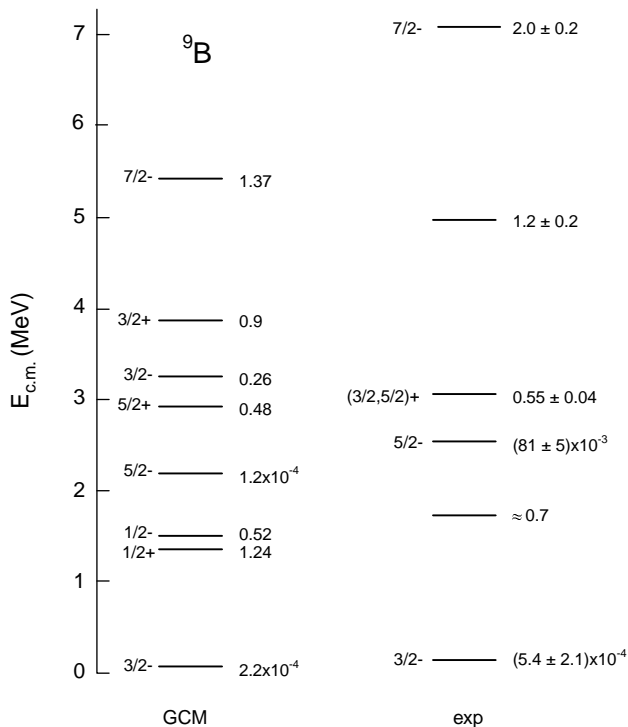 7
⁹B
7/2- 2.0 ± 0.2
6
7/2- 1.37
5
1.2 ± 0.2
4
3/2+ 0.9
3/2- 0.26
3
5/2+ 0.48
(3/2,5/2)+ 0.55 ± 0.04
5/2- (81 ± 5)x10⁻³
5/2- 1.2x10⁻⁴
2
≈ 0.7
1/2- 0.52
1/2+ 1.24
1
3/2- 2.2x10⁻⁴
3/2- (5.4 ± 2.1)x10⁻⁴
0
E c.m. (MeV)
GCM
exp